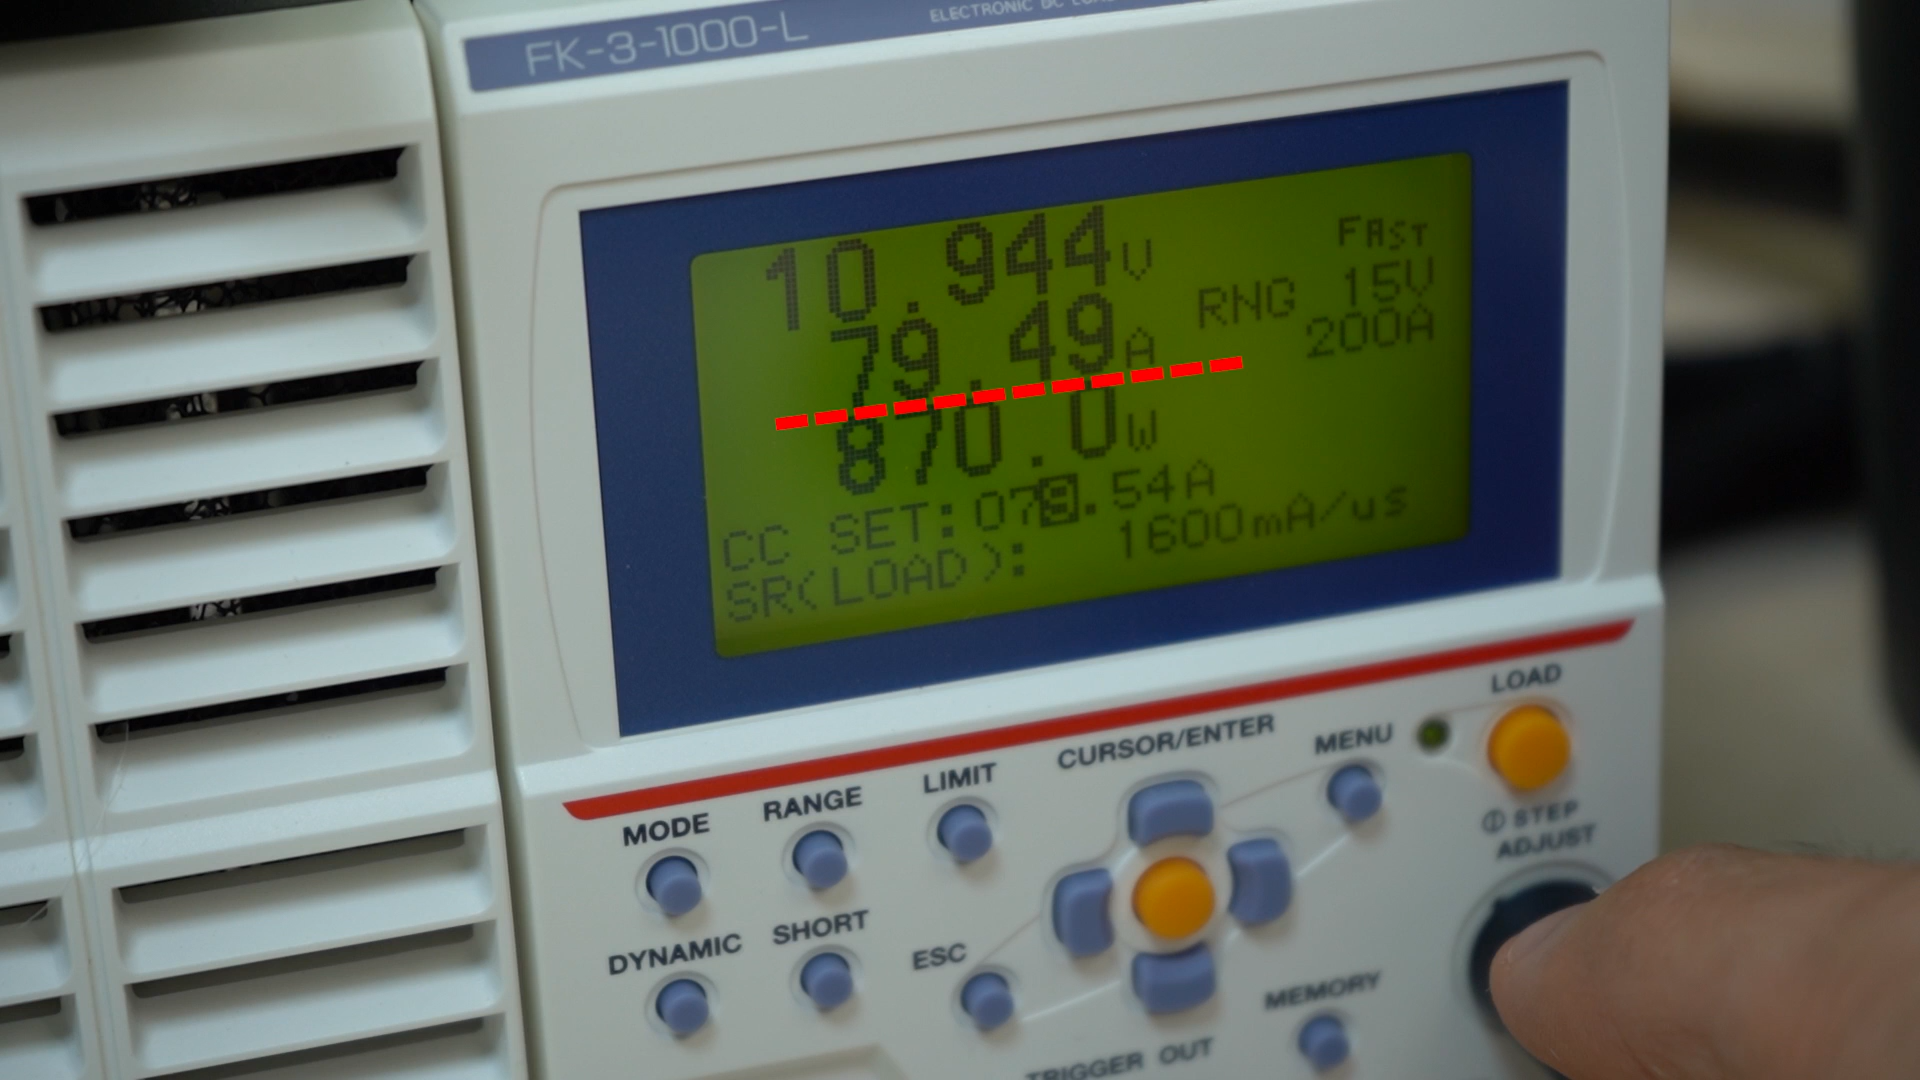 FK-3-1000-L
ELECTRONIC DC LOAD
10.944V
79.49A
870.0W
FAST
RNG 15V
200A
CC SET:079.54A
SR(LOAD): 1600mA/us
LOAD
CURSOR/ENTER
MENU
LIMIT
RANGE
MODE
STEP
ADJUST
DYNAMIC
SHORT
ESC
MEMORY
TRIGGER OUT